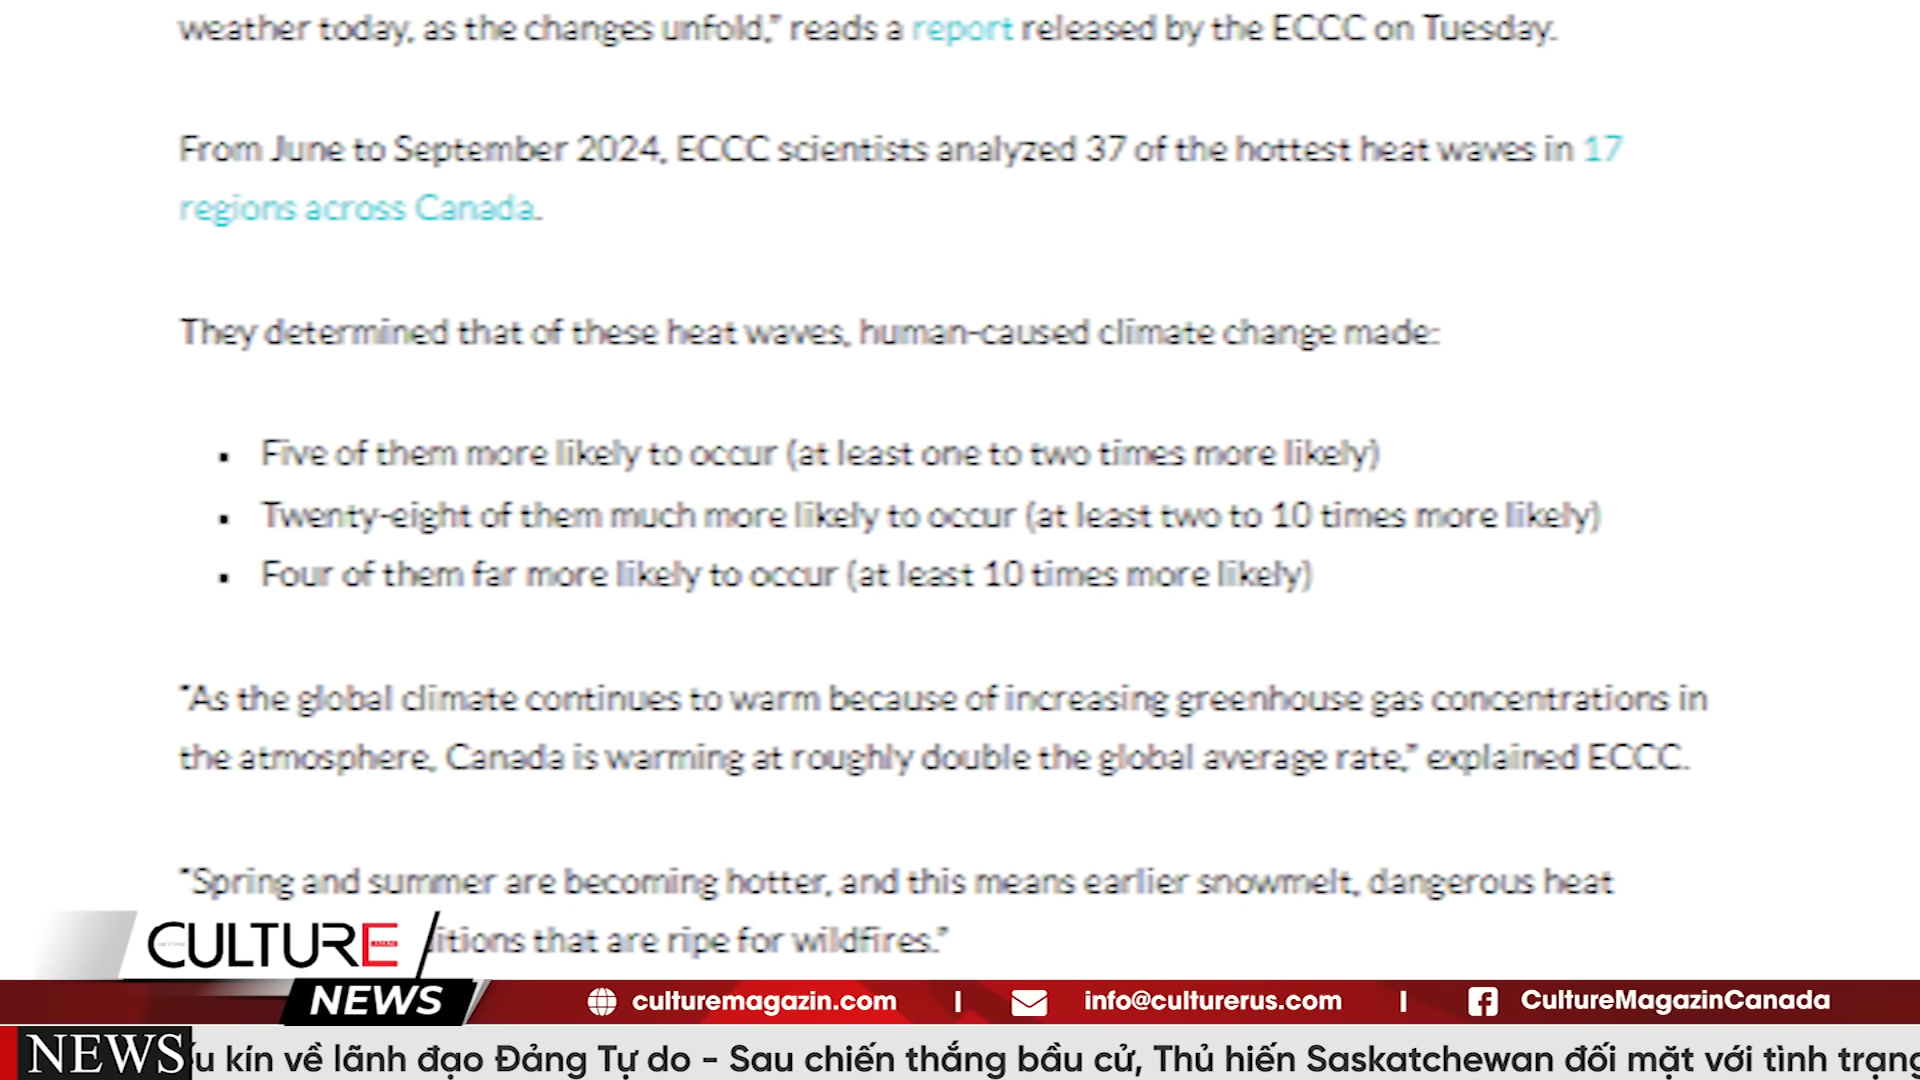 weather today, as the changes unfold,” reads a report released by the ECCC on Tuesday.
From June to September 2024, ECCC scientists analyzed 37 of the hottest heat waves in 17
regions across Canada.
They determined that of these heat waves, human-caused climate change made:
▪ Five of them more likely to occur (at least one to two times more likely)
▪ Twenty-eight of them much more likely to occur (at least two to 10 times more likely)
▪ Four of them far more likely to occur (at least 10 times more likely)
“As the global climate continues to warm because of increasing greenhouse gas concentrations in
the atmosphere, Canada is warming at roughly double the global average rate,” explained ECCC.
“Spring and summer are becoming hotter, and this means earlier snowmelt, dangerous heat
itions that are ripe for wildfires.”
CULTURE
NEWS
culturemagazin.com | info@culturerus.com | CultureMagazinCanada
NEWS kín về lãnh đạo Đảng Tự do - Sau chiến thắng bầu cử, Thủ hiến Saskatchewan đối mặt với tình trạng